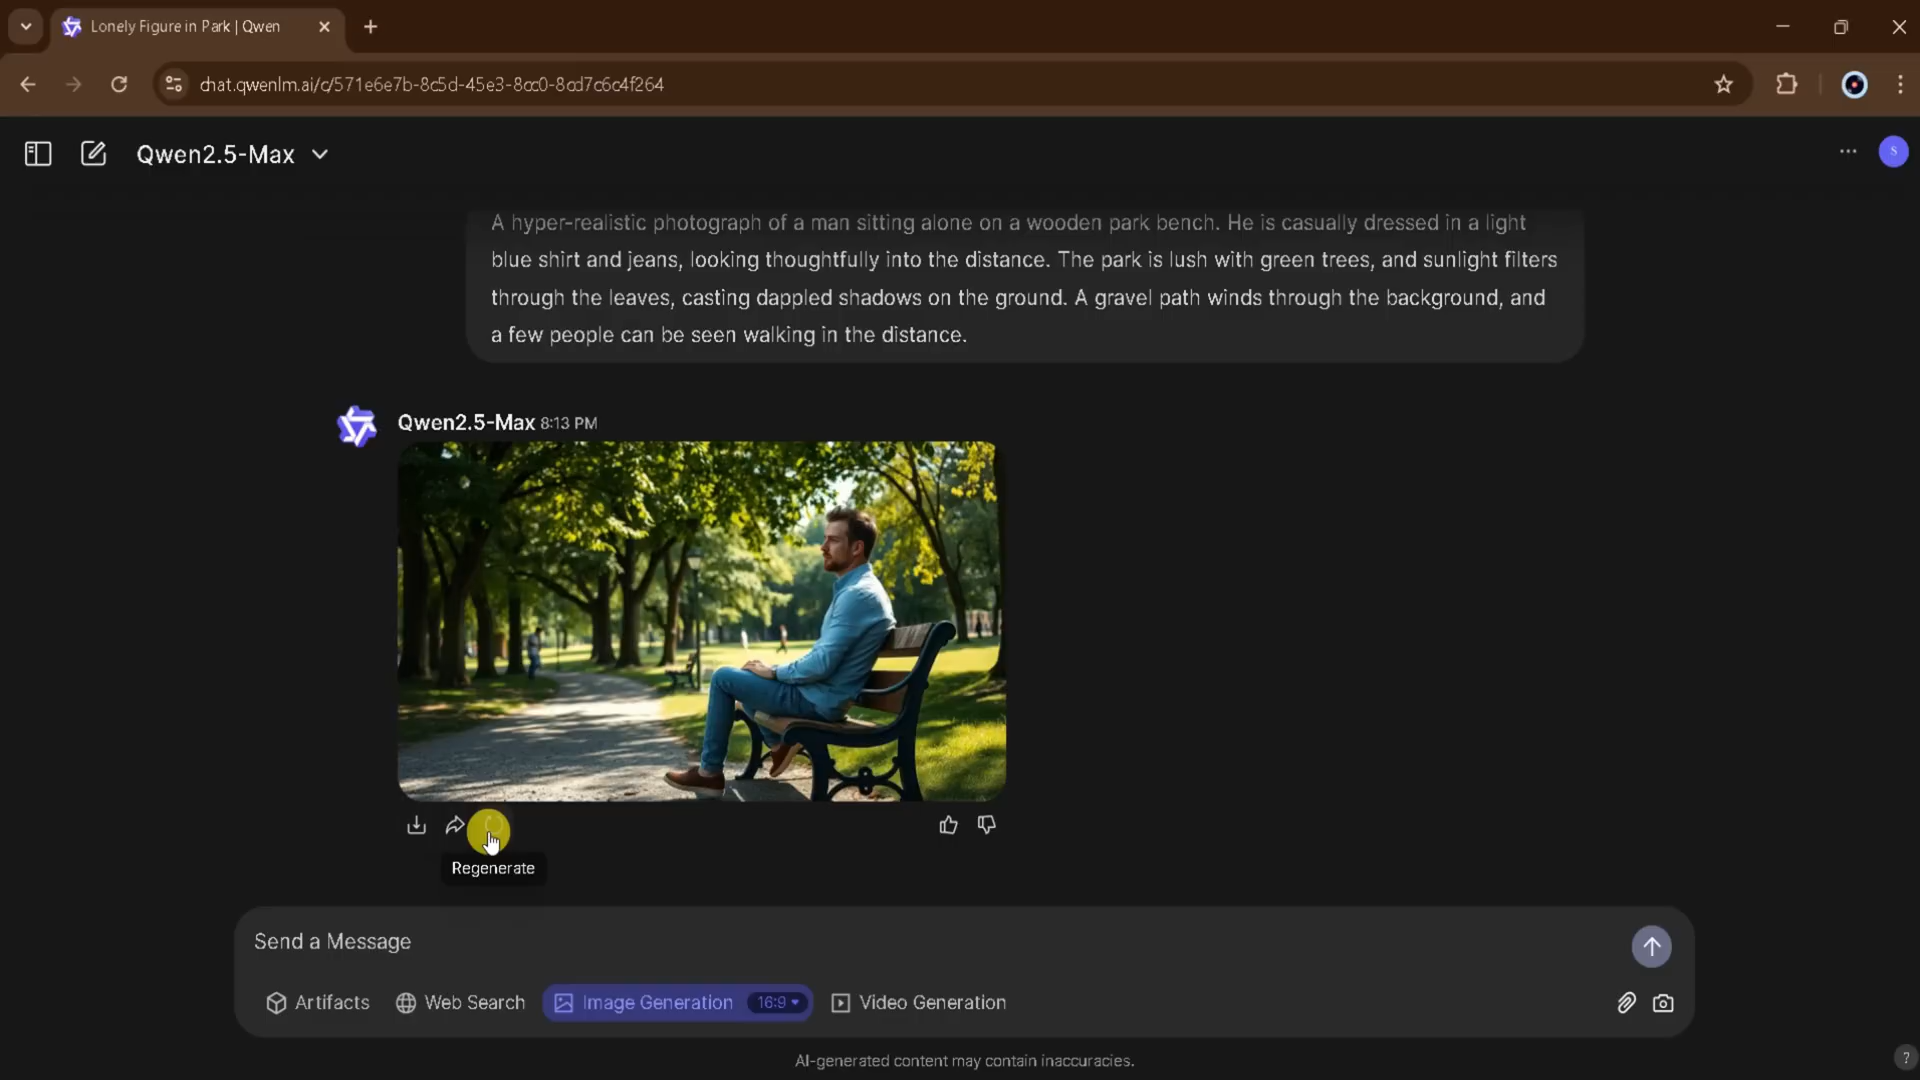 Lonely Figure in Park | Qwen
chat.qwenlm.ai/c/571e6e7b-8c5d-45e3-8cc0-8cd7c6c4f264
Qwen2.5-Max
S
A hyper-realistic photograph of a man sitting alone on a wooden park bench. He is casually dressed in a light
blue shirt and jeans, looking thoughtfully into the distance. The park is lush with green trees, and sunlight filters
through the leaves, casting dappled shadows on the ground. A gravel path winds through the background, and
a few people can be seen walking in the distance.
Qwen2.5-Max 8:13 PM
Regenerate
Send a Message
Artifacts Web Search Image Generation 16:9 Video Generation
AI-generated content may contain inaccuracies.
?